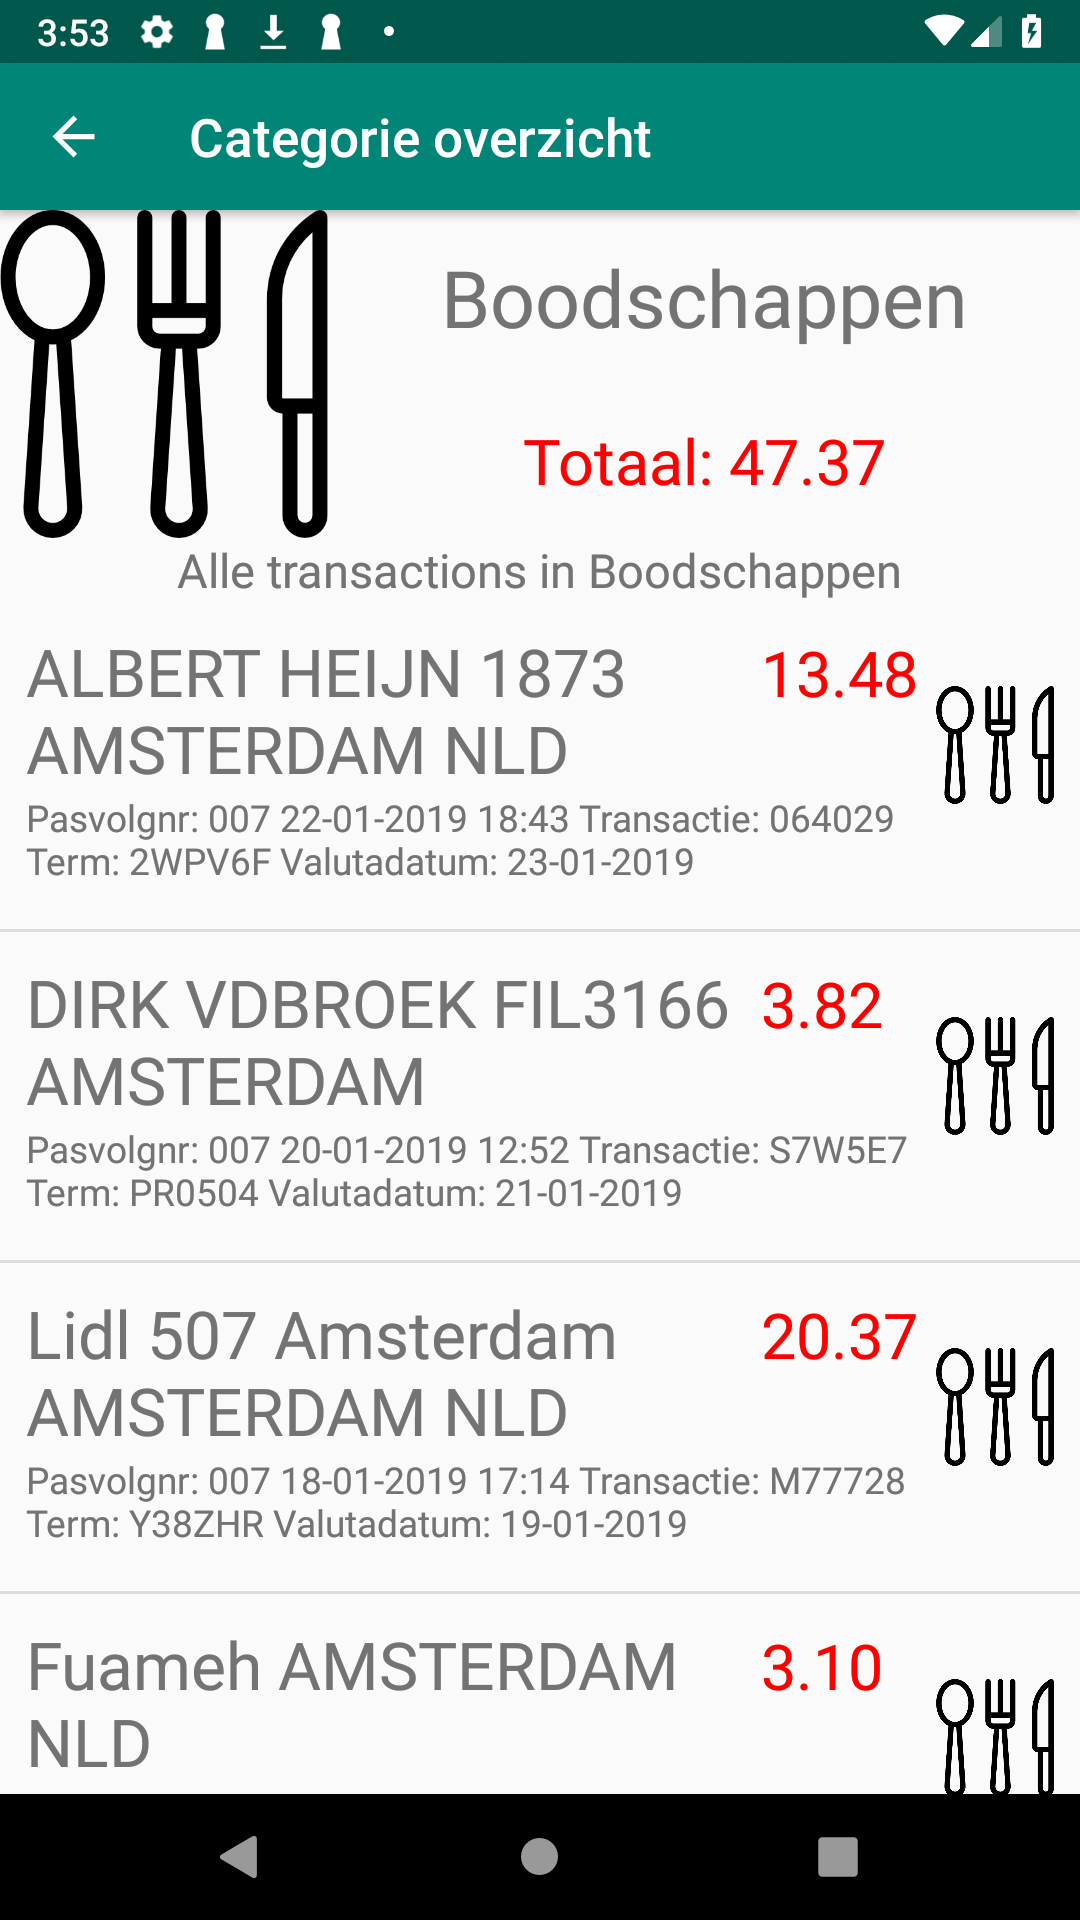 3:53
Categorie overzicht
Boodschappen
Totaal: 47.37
Alle transactions in Boodschappen
ALBERT HEIJN 1873 13.48
AMSTERDAM NLD
Pasvolgnr: 007 22-01-2019 18:43 Transactie: 064029
Term: 2WPV6F Valutadatum: 23-01-2019
DIRK VDBROEK FIL3166 3.82
AMSTERDAM
Pasvolgnr: 007 20-01-2019 12:52 Transactie: S7W5E7
Term: PR0504 Valutadatum: 21-01-2019
Lidl 507 Amsterdam 20.37
AMSTERDAM NLD
Pasvolgnr: 007 18-01-2019 17:14 Transactie: M77728
Term: Y38ZHR Valutadatum: 19-01-2019
Fuameh AMSTERDAM 3.10
NLD